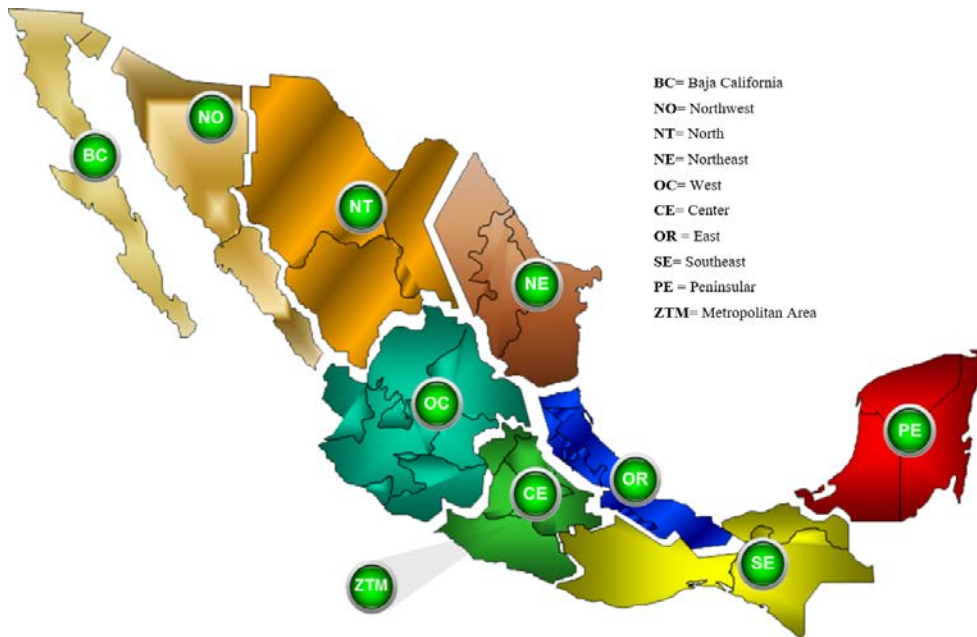 BC= Baja California
NO= Northwest
NT= North
NE= Northeast
OC= West
CE= Center
OR = East
SE= Southeast
PE = Peninsular
ZTM= Metropolitan Area
NO
BC
NT
NE
OC
PE
OR
CE
SE
ZTM